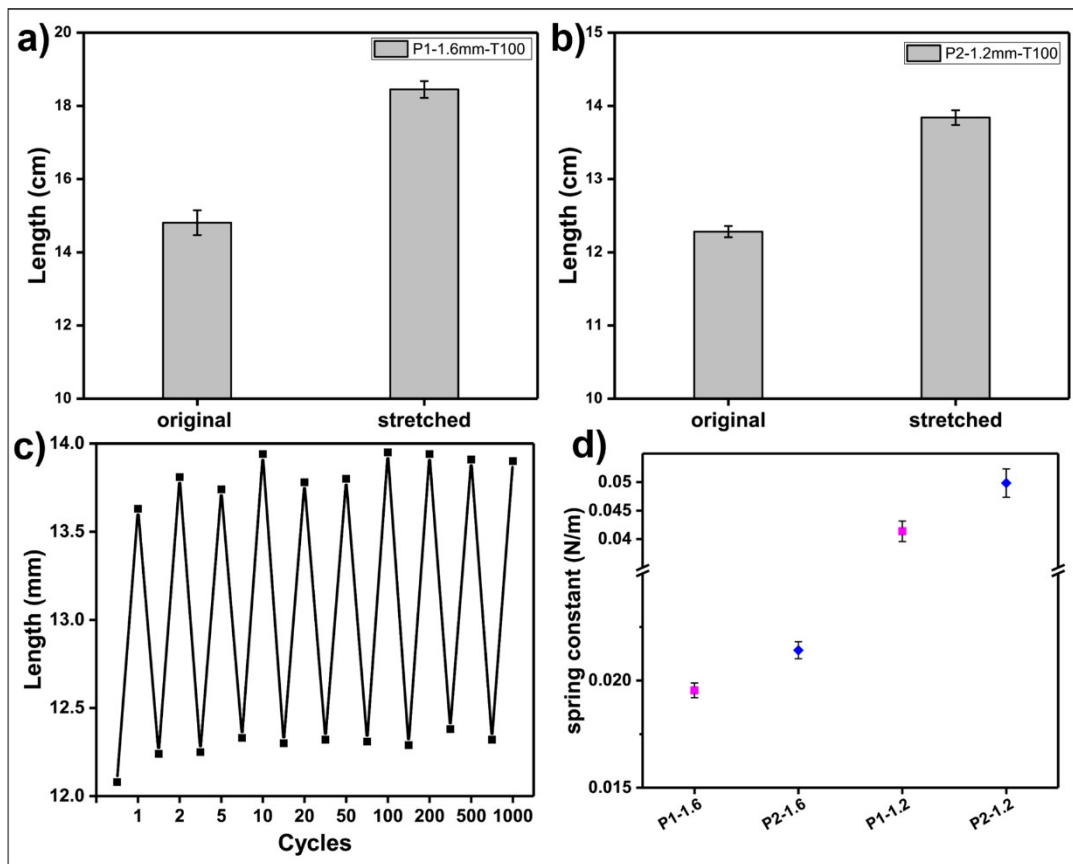 a)
P1-1.6mm-T100
Length (cm)
20
18
16
14
12
10
original
stretched
b)
P2-1.2mm-T100
Length (cm)
15
14
13
12
11
10
original
stretched
c)
Length (mm)
14.0
13.5
13.0
12.5
12.0
1 2 5 10 20 50 100 200 500 1000
Cycles
d)
spring constant (N/m)
0.050
0.045
0.04
0.020
0.015
P1-1.6
P2-1.6
P1-1.2
P2-1.2